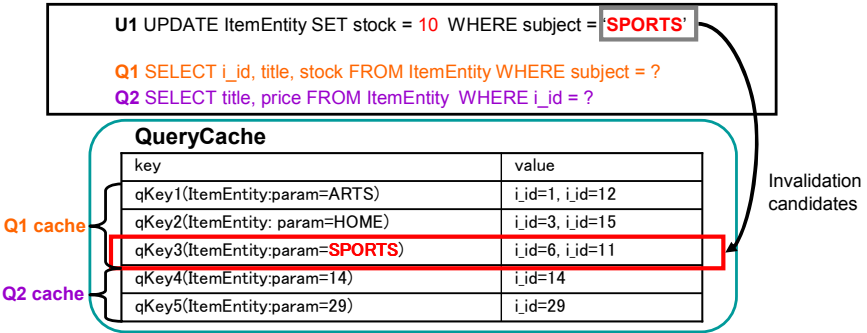 U1 UPDATE ItemEntity SET stock = 10 WHERE subject = 'SPORTS'
Q1 SELECT i_id, title, stock FROM ItemEntity WHERE subject = ?
Q2 SELECT title, price FROM ItemEntity WHERE i_id = ?
QueryCache
key value
qKey1(ItemEntity:param=ARTS) i_id=1, i_id=12
qKey2(ItemEntity: param=HOME) i_id=3, i_id=15
qKey3(ItemEntity:param=SPORTS) i_id=6, i_id=11
qKey4(ItemEntity:param=14) i_id=14
qKey5(ItemEntity:param=29) i_id=29
Q1 cache
Q2 cache
Invalidation
candidates